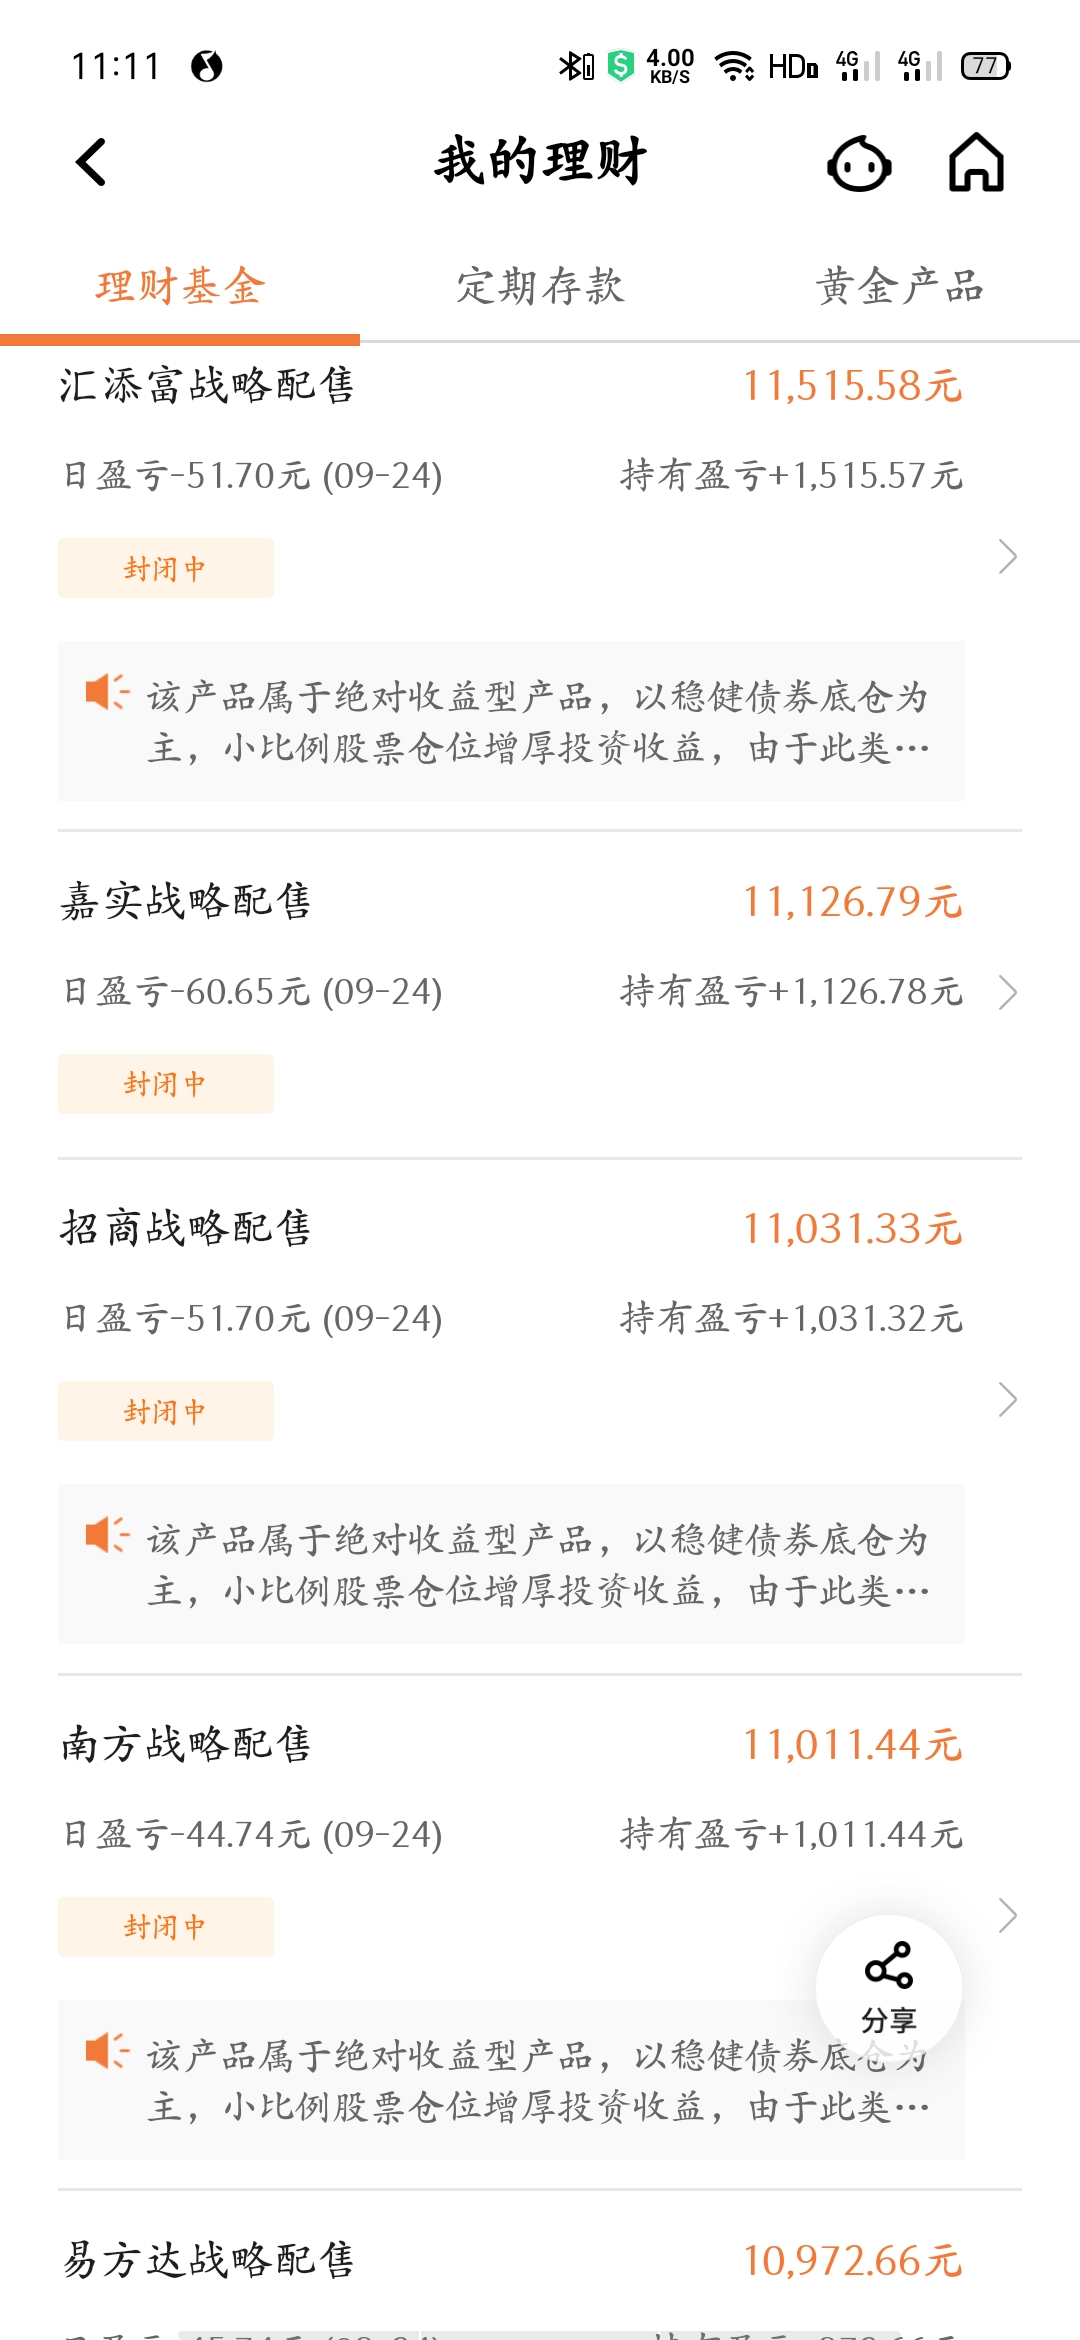 11:11 4.00 KB/S HD 4G 4G 77
我的理财
理财基金 定期存款 黄金产品
汇添富战略配售 11,515.58元
日盈亏-51.70元 (09-24) 持有盈亏+1,515.57元
封闭中
该产品属于绝对收益型产品，以稳健债券底仓为
主，小比例股票仓位增厚投资收益，由于此类…
嘉实战略配售 11,126.79元
日盈亏-60.65元 (09-24) 持有盈亏+1,126.78元
封闭中
招商战略配售 11,031.33元
日盈亏-51.70元 (09-24) 持有盈亏+1,031.32元
封闭中
该产品属于绝对收益型产品，以稳健债券底仓为
主，小比例股票仓位增厚投资收益，由于此类…
南方战略配售 11,011.44元
日盈亏-44.74元 (09-24) 持有盈亏+1,011.44元
封闭中
分享
该产品属于绝对收益型产品，以稳健债券底仓为
主，小比例股票仓位增厚投资收益，由于此类…
易方达战略配售 10,972.66元